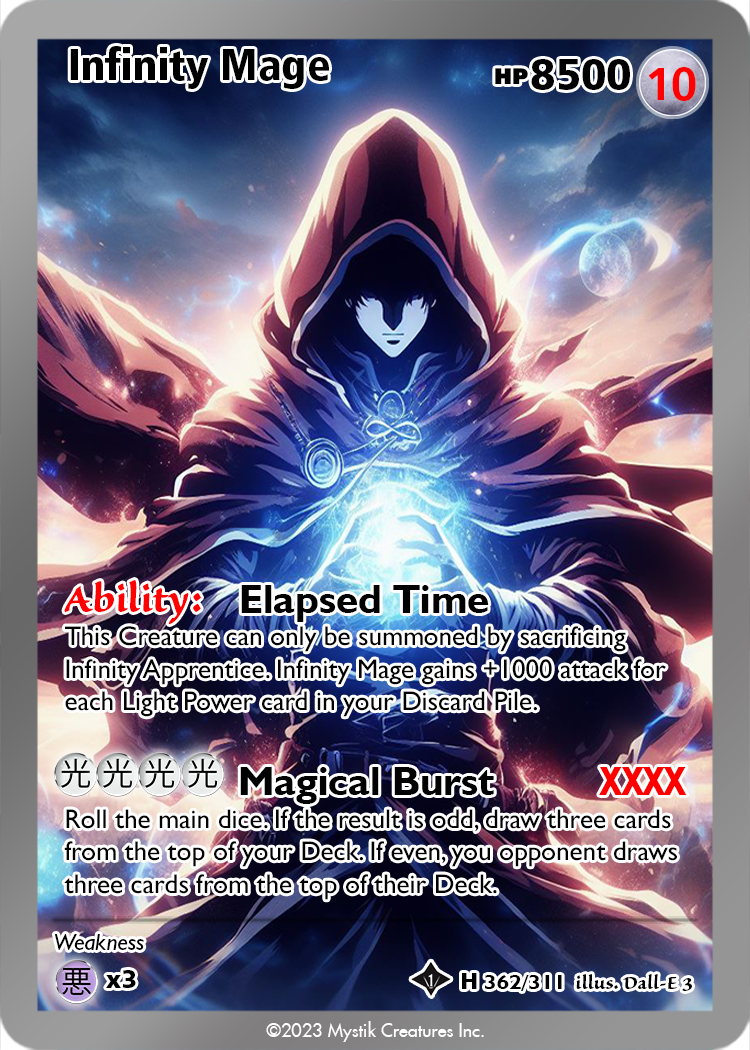 Infinity Mage HP8500 10
Ability: Elapsed Time
This Creature can only be summoned by sacrificing
Infinity Apprentice. Infinity Mage gains +1000 attack for
each Light Power card in your Discard Pile.
光 光 光 光 Magical Burst XXXX
Roll the main dice. If the result is odd, draw three cards
from the top of your Deck. If even, you opponent draws
three cards from the top of their Deck.
Weakness
悪 x3 1 H 362/311 illus. Dall-E 3
©2023 Mystik Creatures Inc.